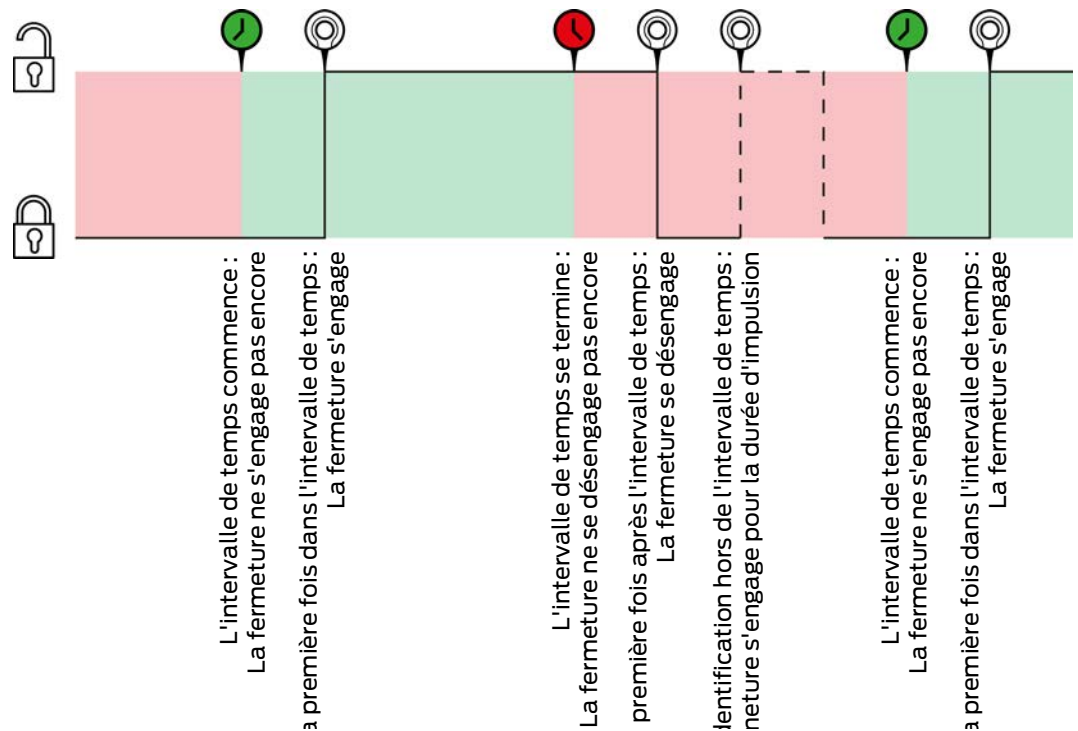 L'intervalle de temps commence :
La fermeture ne s'engage pas encore
première fois dans l'intervalle de temps :
La fermeture s'engage
L'intervalle de temps se termine :
La fermeture ne se désengage pas encore
première fois après l'intervalle de temps :
La fermeture se désengage
hors de l'intervalle de temps :
s'engage pour la durée d'impulsion
L'intervalle de temps commence :
La fermeture ne s'engage pas encore
première fois dans l'intervalle de temps :
La fermeture s'engage